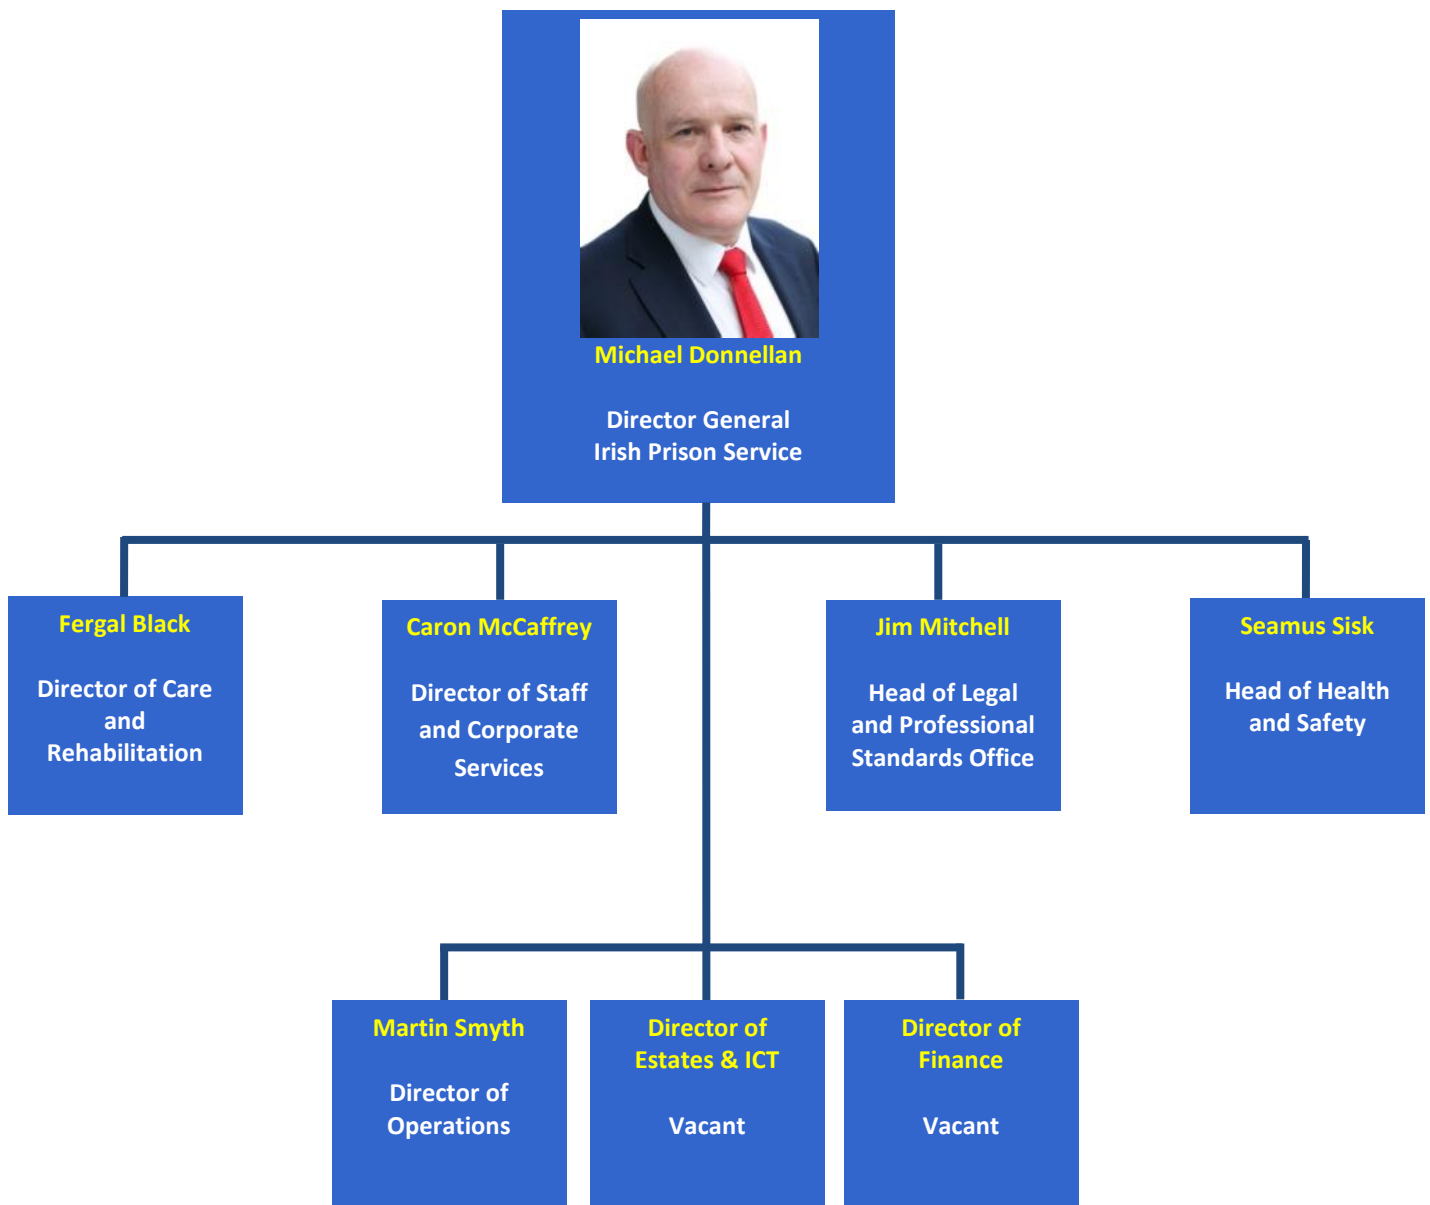 Michael Donnellan
Director General
Irish Prison Service
Fergal Black
Director of Care
and
Rehabilitation
Caron McCaffrey
Director of Staff
and Corporate
Services
Jim Mitchell
Head of Legal
and Professional
Standards Office
Seamus Sisk
Head of Health
and Safety
Martin Smyth
Director of
Operations
Director of
Estates & ICT
Vacant
Director of
Finance
Vacant